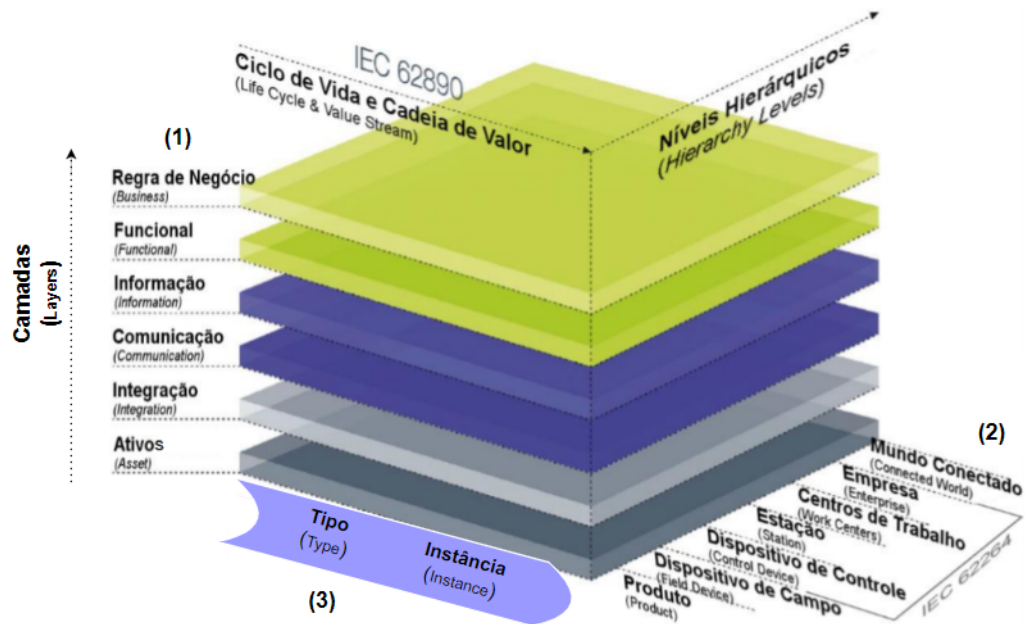 IEC 62890
Ciclo de Vida e Cadeia de Valor
(Life Cycle & Value Stream)
Níveis Hierárquicos
(Hierarchy Levels)
(1)
Camadas
(Layers)
Regra de Negócio
(Business)
Funcional
(Functional)
Informação
(Information)
Comunicação
(Communication)
Integração
(Integration)
Ativos
(Asset)
(2)
Mundo Conectado
(Connected World)
Empresa
(Enterprise)
Centros de Trabalho
(Work Centers)
Estação
(Station)
Dispositivo de Controle
(Control Device)
Dispositivo de Campo
(Field Device)
Produto
(Product)
IEC 62264
Tipo
(Type)
Instância
(Instance)
(3)